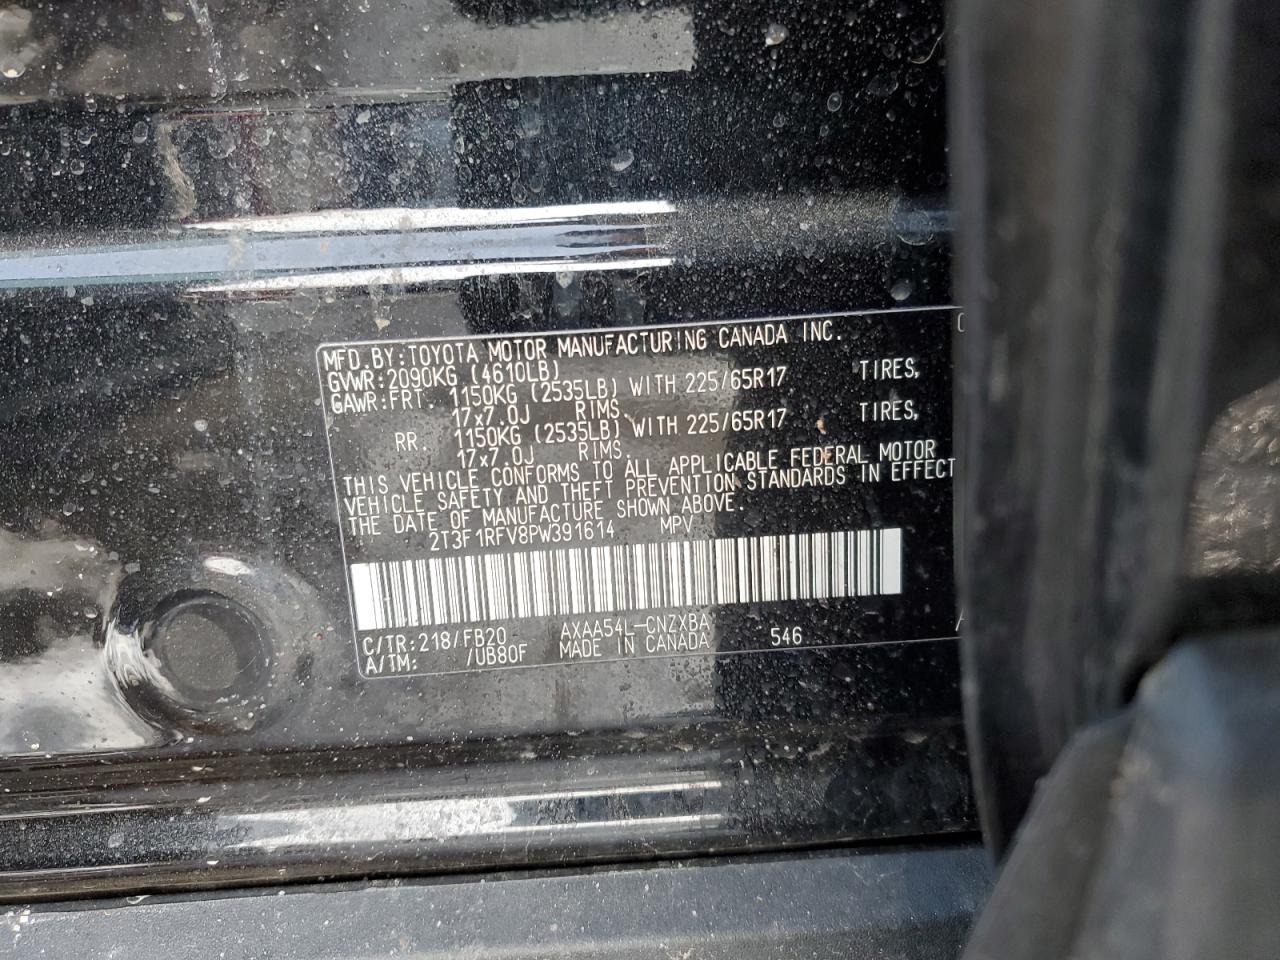 MFD. BY: TOYOTA MOTOR MANUFACTURING CANADA INC.
GVWR: 2090KG (4610LB)
GAWR: FRT. 1150KG (2535LB) WITH 225/65R17 TIRES,
17x7.0J RIMS.
RR. 1150KG (2535LB) WITH 225/65R17 TIRES,
17x7.0J RIMS.
THIS VEHICLE CONFORMS TO ALL APPLICABLE FEDERAL MOTOR
VEHICLE SAFETY AND THEFT PREVENTION STANDARDS IN EFFECT
THE DATE OF MANUFACTURE SHOWN ABOVE.
2T3F1RFV8PW391614 MPV
C/TR: 218/FB20 AXAA54L-CNZXBA 546
A/TM: /UB80F MADE IN CANADA